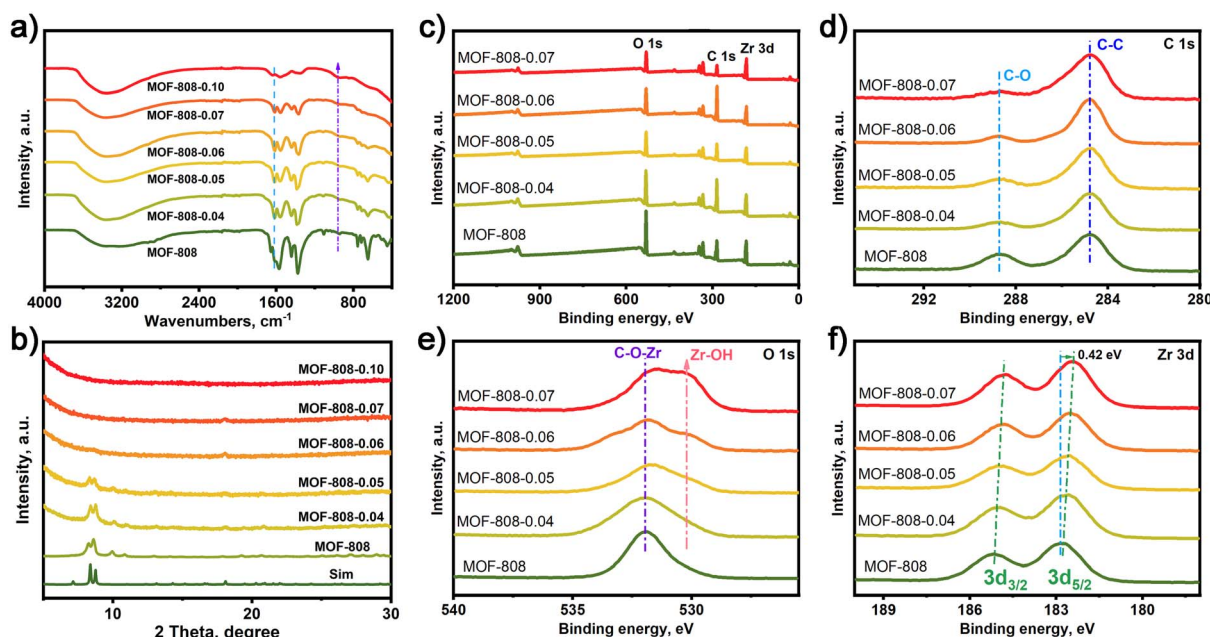 a)
Intensity, a.u.
MOF-808-0.10
MOF-808-0.07
MOF-808-0.06
MOF-808-0.05
MOF-808-0.04
MOF-808
4000 3200 2400 1600 800
Wavenumbers, cm⁻¹
b)
Intensity, a.u.
MOF-808-0.10
MOF-808-0.07
MOF-808-0.06
MOF-808-0.05
MOF-808-0.04
MOF-808
Sim
10 20 30
2 Theta, degree
c)
Intensity, a.u.
O 1s
C 1s
Zr 3d
MOF-808-0.07
MOF-808-0.06
MOF-808-0.05
MOF-808-0.04
MOF-808
1200 900 600 300 0
Binding energy, eV
d)
Intensity, a.u.
C-C
C 1s
C-O
MOF-808-0.07
MOF-808-0.06
MOF-808-0.05
MOF-808-0.04
MOF-808
292 288 284 280
Binding energy, eV
e)
Intensity, a.u.
C-O-Zr
Zr-OH
O 1s
MOF-808-0.07
MOF-808-0.06
MOF-808-0.05
MOF-808-0.04
MOF-808
540 535 530
Binding energy, eV
f)
Intensity, a.u.
0.42 eV
Zr 3d
MOF-808-0.07
MOF-808-0.06
MOF-808-0.05
MOF-808-0.04
MOF-808
3d3/2
3d5/2
189 186 183 180
Binding energy, eV